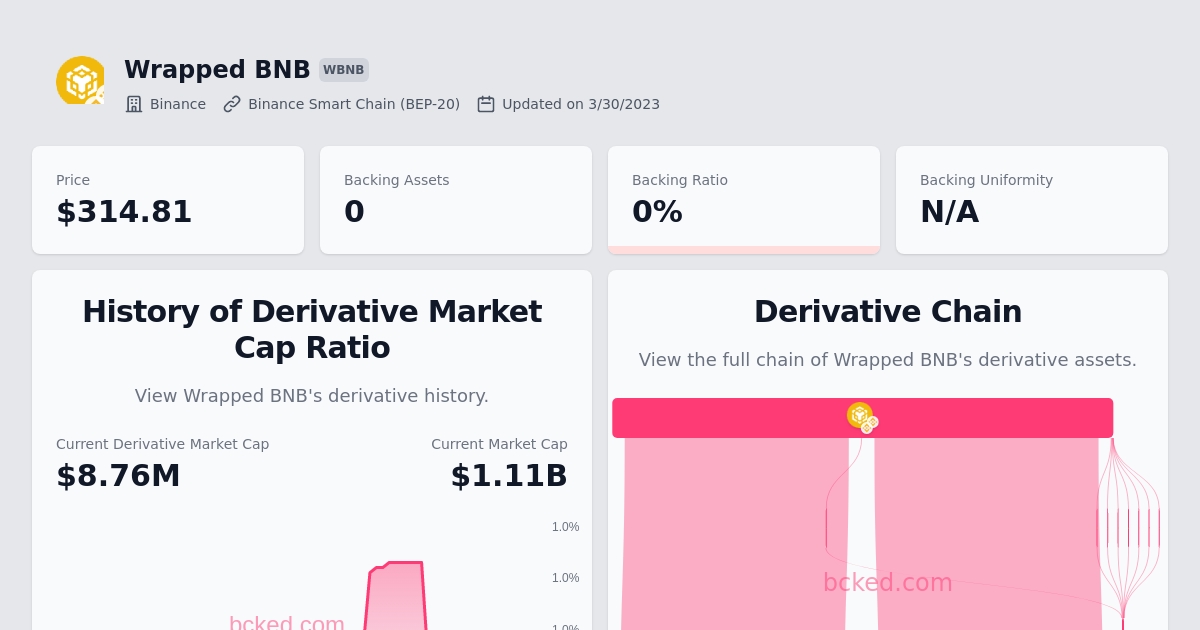 Wrapped BNB WBNB
Binance Binance Smart Chain (BEP-20) Updated on 3/30/2023
Price
$314.81
Backing Assets
0
Backing Ratio
0%
Backing Uniformity
N/A
History of Derivative Market
Cap Ratio
View Wrapped BNB's derivative history.
Current Derivative Market Cap
$8.76M
Current Market Cap
$1.11B
1.0%
1.0%
1.0%
bcked.com
Derivative Chain
View the full chain of Wrapped BNB's derivative assets.
bcked.com